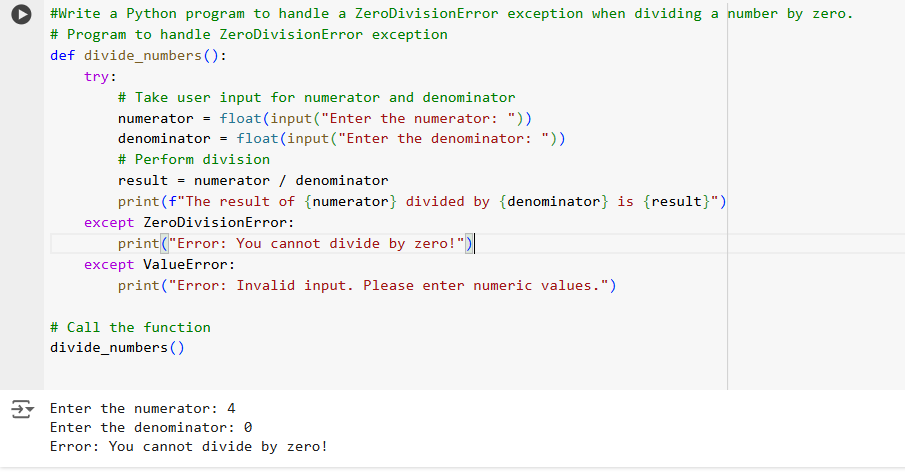 #Write a Python program to handle a ZeroDivisionError exception when dividing a number by zero.
# Program to handle ZeroDivisionError exception
def divide_numbers():
    try:
        # Take user input for numerator and denominator
        numerator = float(input("Enter the numerator: "))
        denominator = float(input("Enter the denominator: "))
        # Perform division
        result = numerator / denominator
        print(f"The result of {numerator} divided by {denominator} is {result}")
    except ZeroDivisionError:
        print("Error: You cannot divide by zero!")
    except ValueError:
        print("Error: Invalid input. Please enter numeric values.")

# Call the function
divide_numbers()

Enter the numerator: 4
Enter the denominator: 0
Error: You cannot divide by zero!